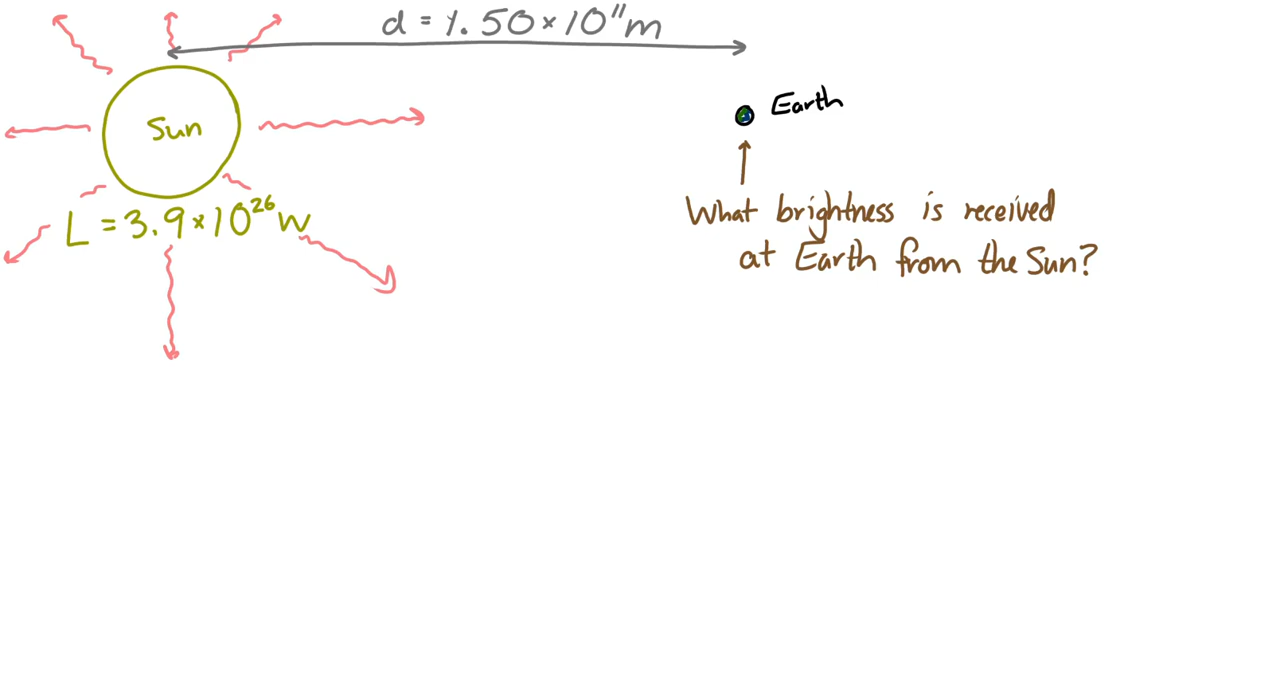 d = 1.50×10¹¹m
Sun
Earth
L = 3.9×10²⁶W
What brightness is received
at Earth from the Sun?